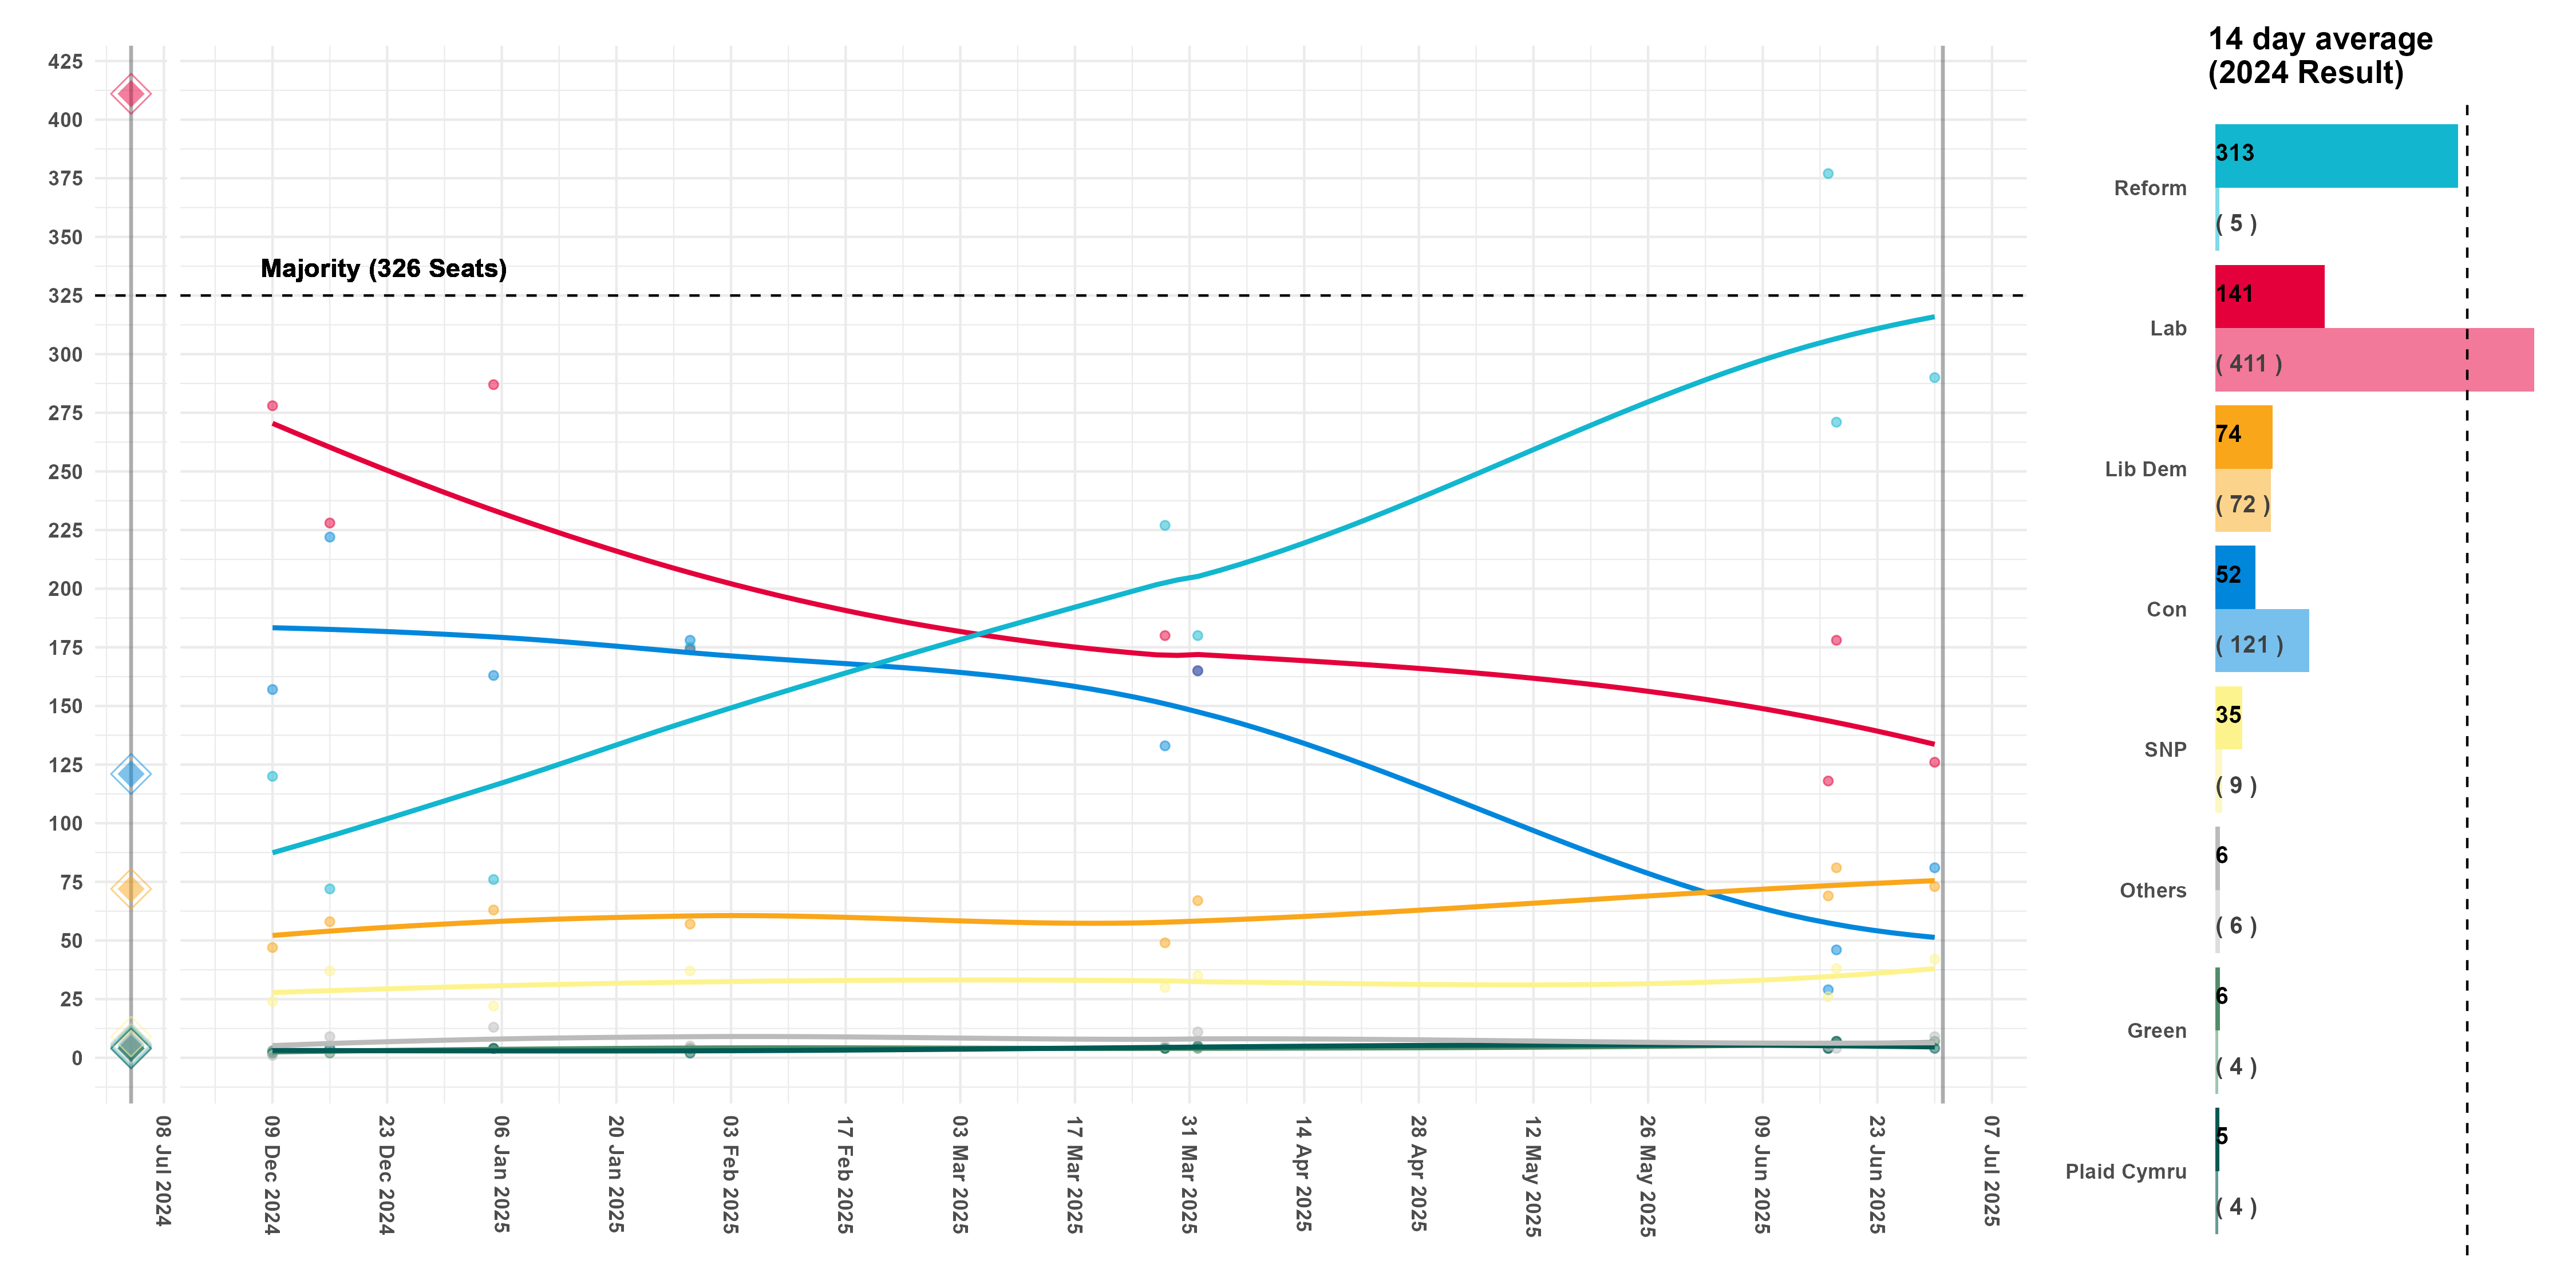 14 day average
(2024 Result)
425
400
375
350
325
300
275
250
225
200
175
150
125
100
75
50
25
0
Majority (326 Seats)
08 Jul 2024
09 Dec 2024
23 Dec 2024
06 Jan 2025
20 Jan 2025
03 Feb 2025
17 Feb 2025
03 Mar 2025
17 Mar 2025
31 Mar 2025
14 Apr 2025
28 Apr 2025
12 May 2025
26 May 2025
09 Jun 2025
23 Jun 2025
07 Jul 2025
313
Reform
( 5 )
141
Lab
( 411 )
74
Lib Dem
( 72 )
52
Con
( 121 )
35
SNP
( 9 )
6
Others
( 6 )
6
Green
( 4 )
5
Plaid Cymru
( 4 )